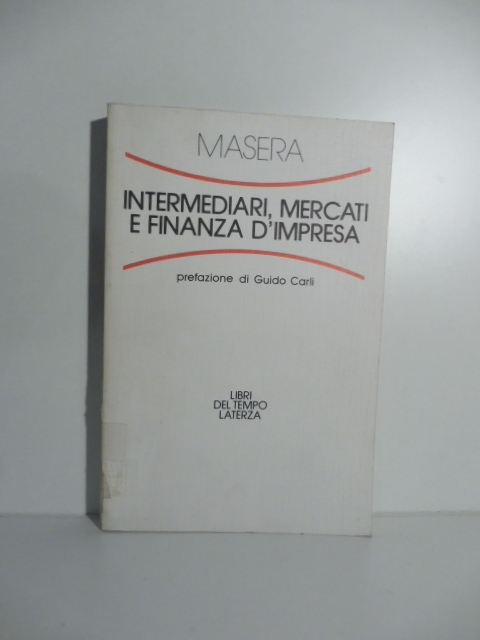 MASERA
INTERMEDIARI, MERCATI
E FINANZA D'IMPRESA
prefazione di Guido Carli
LIBRI
DEL TEMPO
LATERZA